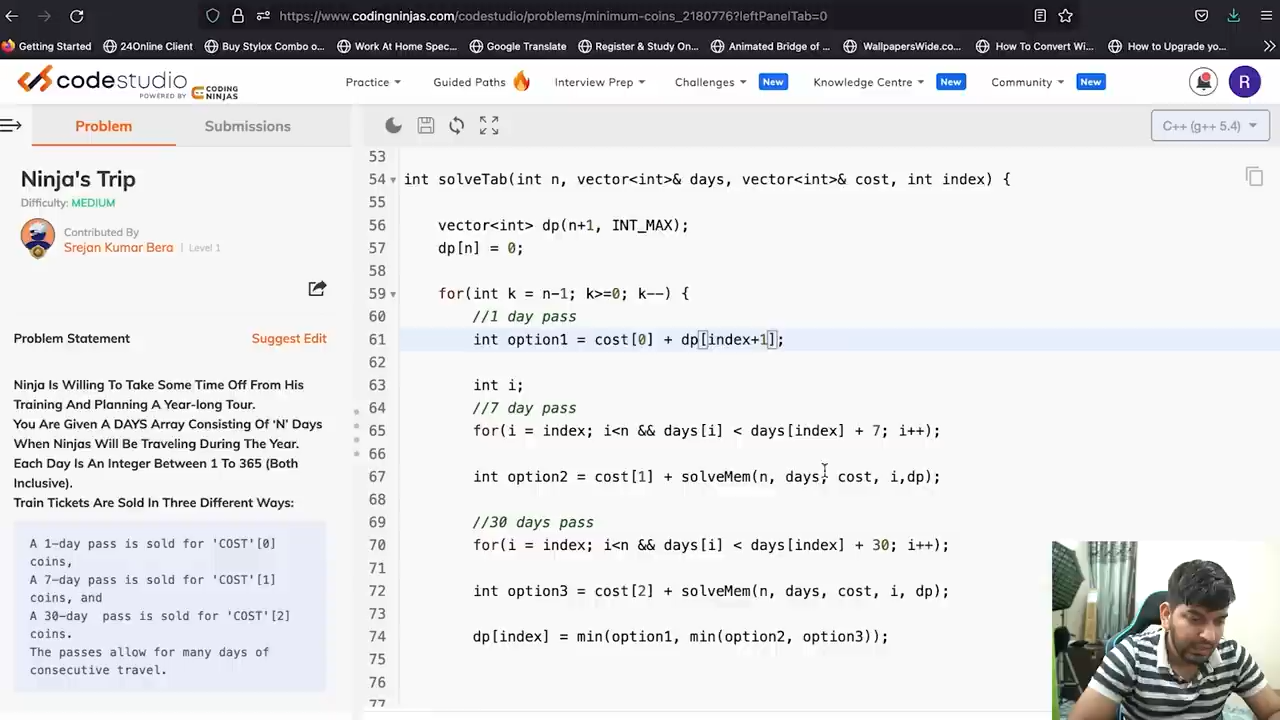 https://www.codingninjas.com/codestudio/problems/minimum-coins_2180776?leftPanelTab=0
Getting Started 24Online Client Buy Stylox Combo o... Work At Home Spec... Google Translate Register & Study On... Animated Bridge of ... WallpapersWide.co... How To Convert Wi... How to Upgrade yo...
codestudio
POWERED BY CODING NINJAS
Practice Guided Paths Interview Prep Challenges New Knowledge Centre New Community New R
Problem Submissions
C++ (g++ 5.4)
Ninja's Trip
Difficulty: MEDIUM
Contributed By
Srejan Kumar Bera | Level 1
Problem Statement Suggest Edit
Ninja Is Willing To Take Some Time Off From His
Training And Planning A Year-long Tour.
You Are Given A DAYS Array Consisting Of ‘N’ Days
When Ninjas Will Be Traveling During The Year.
Each Day Is An Integer Between 1 To 365 (Both
Inclusive).
Train Tickets Are Sold In Three Different Ways:
A 1-day pass is sold for 'COST'[0]
coins,
A 7-day pass is sold for 'COST'[1]
coins, and
A 30-day  pass is sold for 'COST'[2]
coins.
The passes allow for many days of
consecutive travel.
53
54 int solveTab(int n, vector<int>& days, vector<int>& cost, int index) {
55
56 vector<int> dp(n+1, INT_MAX);
57 dp[n] = 0;
58
59 for(int k = n-1; k>=0; k--) {
60 //1 day pass
61 int option1 = cost[0] + dp[index+1];
62
63 int i;
64 //7 day pass
65 for(i = index; i<n && days[i] < days[index] + 7; i++);
66
67 int option2 = cost[1] + solveMem(n, days, cost, i,dp);
68
69 //30 days pass
70 for(i = index; i<n && days[i] < days[index] + 30; i++);
71
72 int option3 = cost[2] + solveMem(n, days, cost, i, dp);
73
74 dp[index] = min(option1, min(option2, option3));
75
76
77